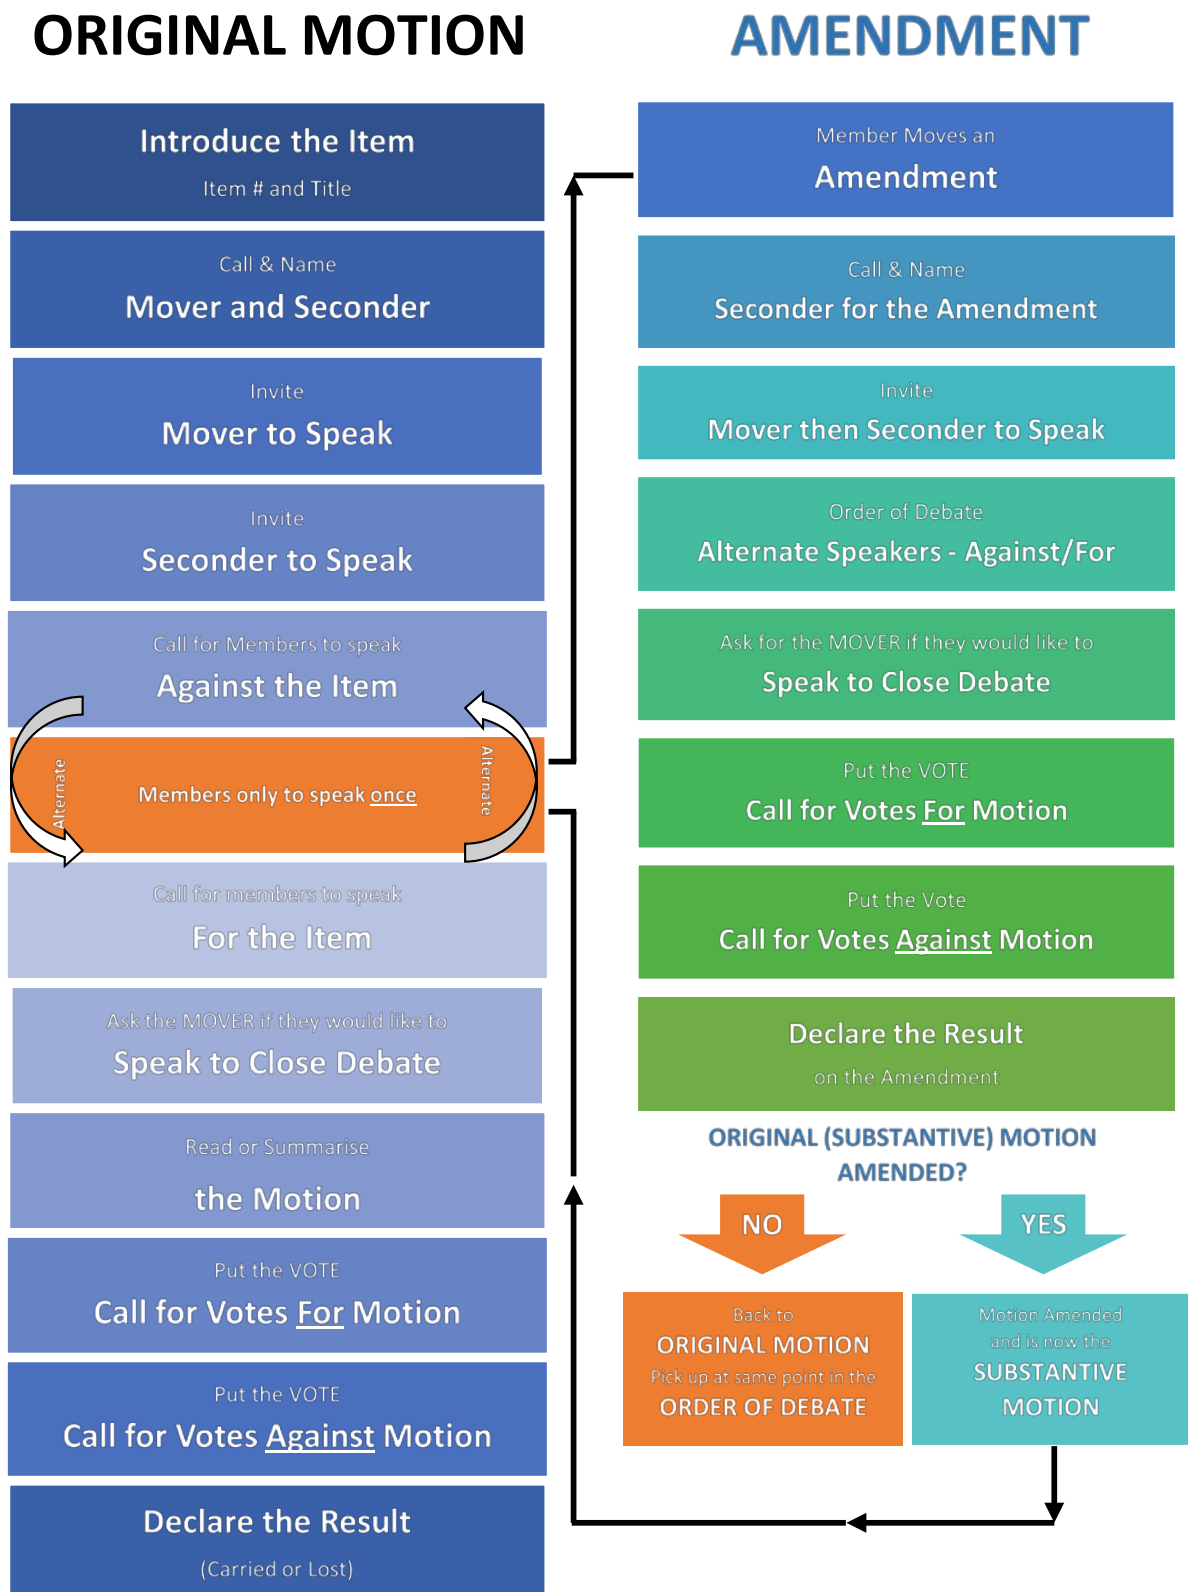 ORIGINAL MOTION
Introduce the Item
Item # and Title
Call & Name
Mover and Seconder
Invite
Mover to Speak
Invite
Seconder to Speak
Call for Members to speak
Against the Item
Alternate
Members only to speak once
Alternate
Call for members to speak
For the Item
Ask the MOVER if they would like to
Speak to Close Debate
Read or Summarise
the Motion
Put the VOTE
Call for Votes For Motion
Put the VOTE
Call for Votes Against Motion
Declare the Result
(Carried or Lost)
AMENDMENT
Member Moves an
Amendment
Call & Name
Seconder for the Amendment
Invite
Mover then Seconder to Speak
Order of Debate
Alternate Speakers - Against/For
Ask for the MOVER if they would like to
Speak to Close Debate
Put the VOTE
Call for Votes For Motion
Put the Vote
Call for Votes Against Motion
Declare the Result
on the Amendment
ORIGINAL (SUBSTANTIVE) MOTION
AMENDED?
NO
Back to
ORIGINAL MOTION
Pick up at same point in the
ORDER OF DEBATE
YES
Motion Amended
and is now the
SUBSTANTIVE
MOTION